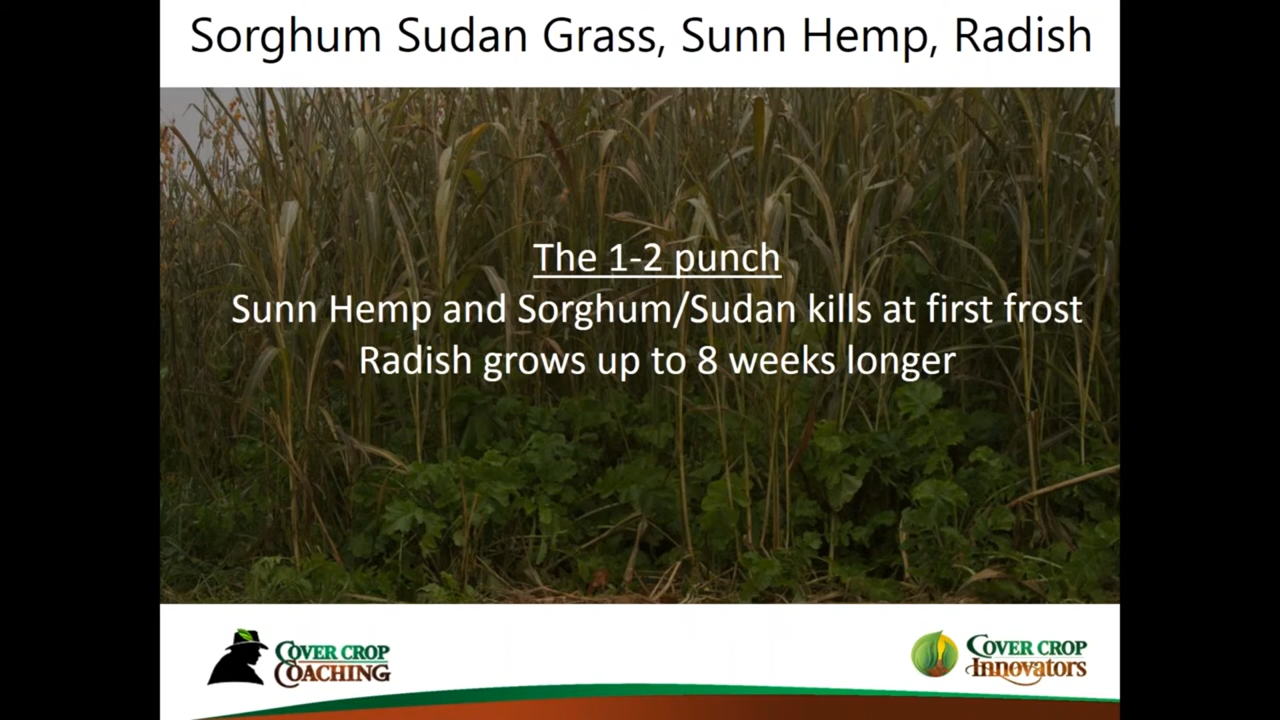 Sorghum Sudan Grass, Sunn Hemp, Radish
The 1-2 punch
Sunn Hemp and Sorghum/Sudan kills at first frost
Radish grows up to 8 weeks longer
COVER CROP
COACHING
COVER CROP
Innovators